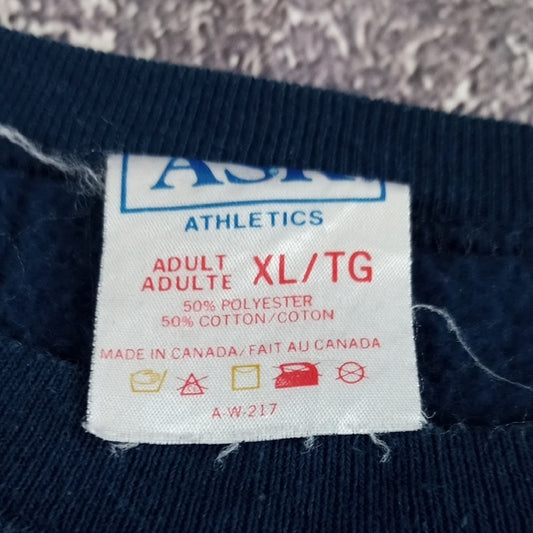 ATHLETICS
ADULT
ADULTE XL/TG
50% POLYESTER
50% COTTON/COTON
MADE IN CANADA/FAIT AU CANADA
A-W-217